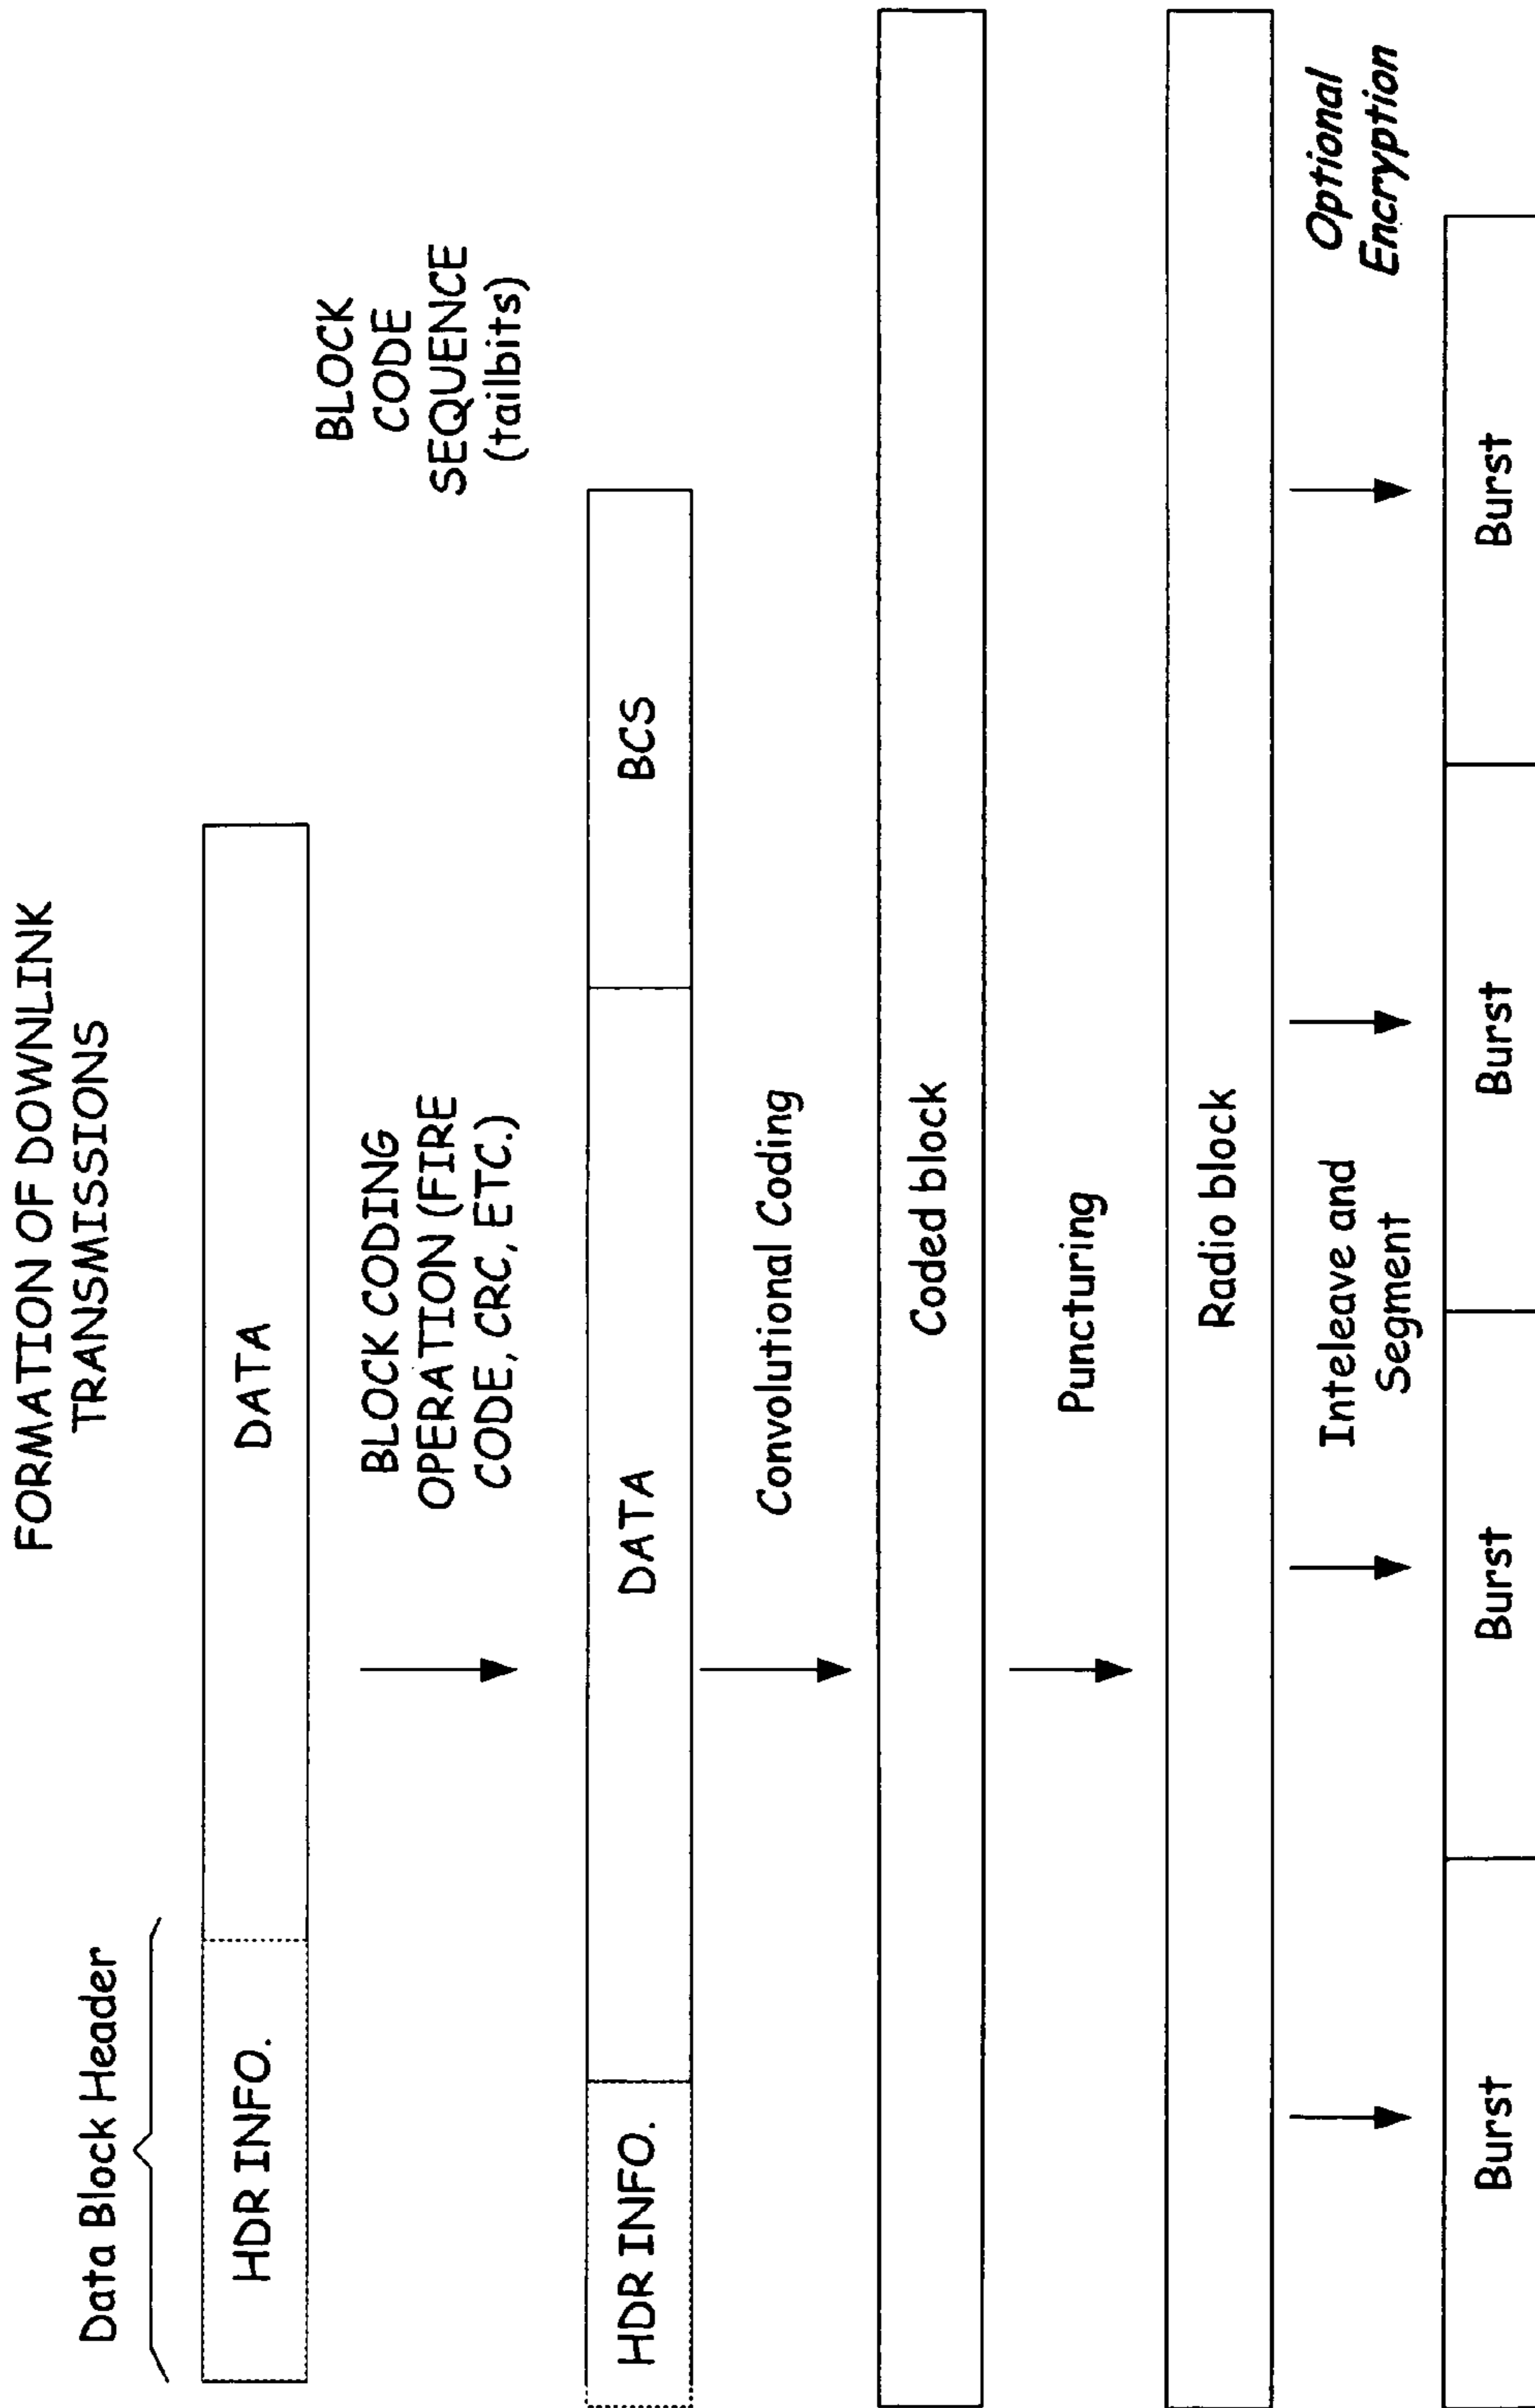 FORMATION OF DOWNLINK
TRANSMISSIONS
Data Block Header
HDR INFO.
DATA
BLOCK CODING
OPERATION (FIRE
CODE, CRC, ETC.)
BLOCK
CODE
SEQUENCE
(tailbits)
HDR INFO.
DATA
BCS
Convolutional Coding
Coded block
Puncturing
Radio block
Inteleave and
Segment
Optional
Encryption
Burst
Burst
Burst
Burst